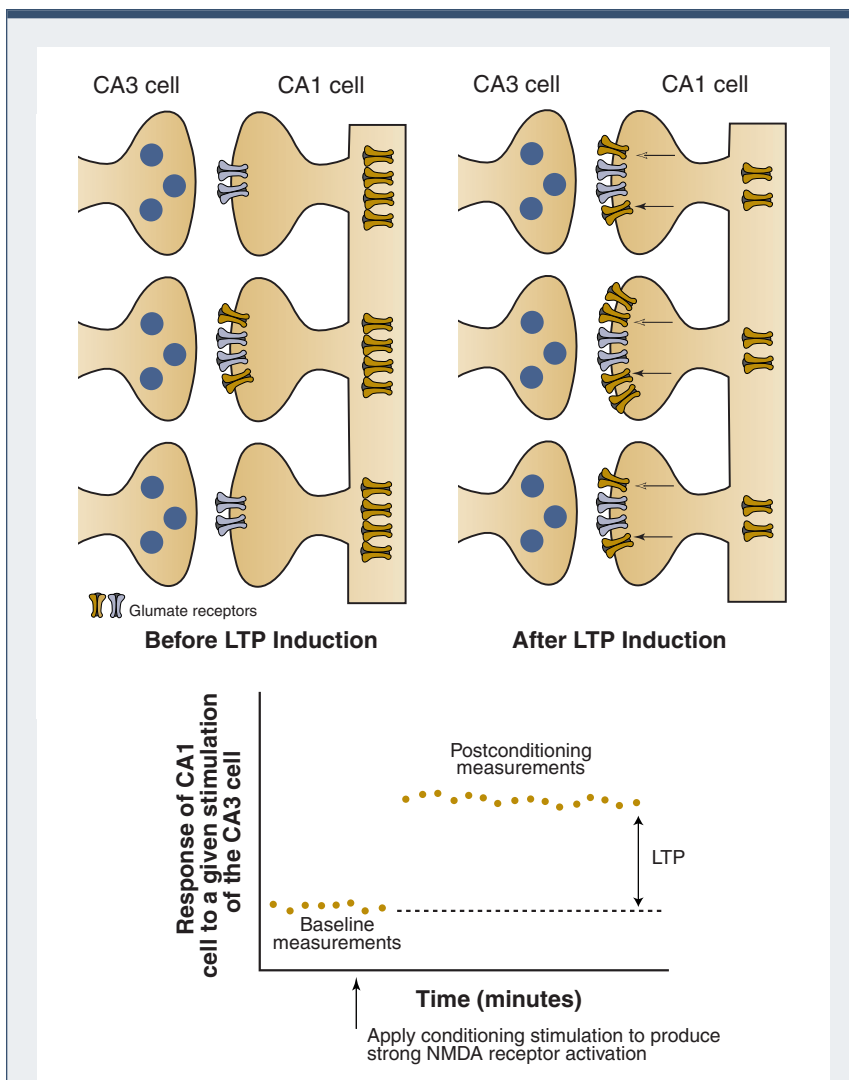 CA3 cell
CA1 cell
CA3 cell
CA1 cell
Glumate receptors
Before LTP Induction
After LTP Induction
Response of CA1
cell to a given stimulation
of the CA3 cell
Postconditioning
measurements
LTP
Baseline
measurements
Time (minutes)
Apply conditioning stimulation to produce
strong NMDA receptor activation